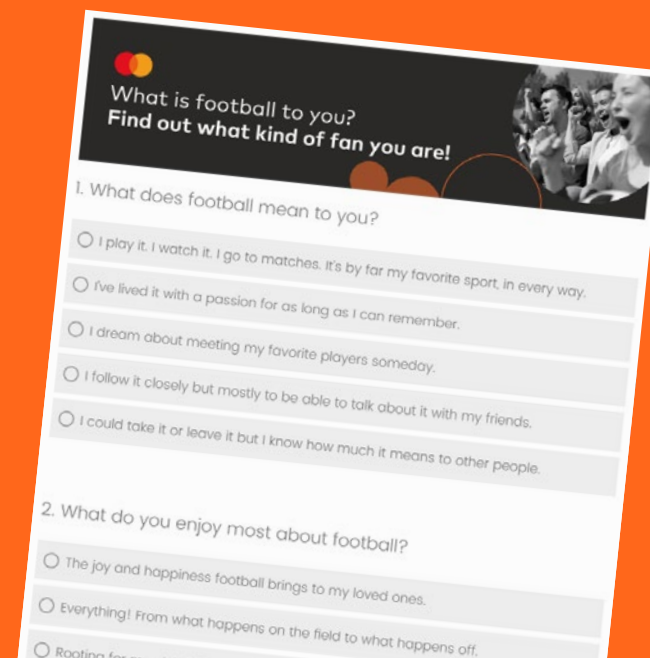 What is football to you?
Find out what kind of fan you are!
1. What does football mean to you?
I play it. I watch it. I go to matches. It's by far my favorite sport, in every way.
I've lived it with a passion for as long as I can remember.
I dream about meeting my favorite players someday.
I follow it closely but mostly to be able to talk about it with my friends.
I could take it or leave it but I know how much it means to other people.
2. What do you enjoy most about football?
The joy and happiness football brings to my loved ones.
Everything! From what happens on the field to what happens off.
Rooting